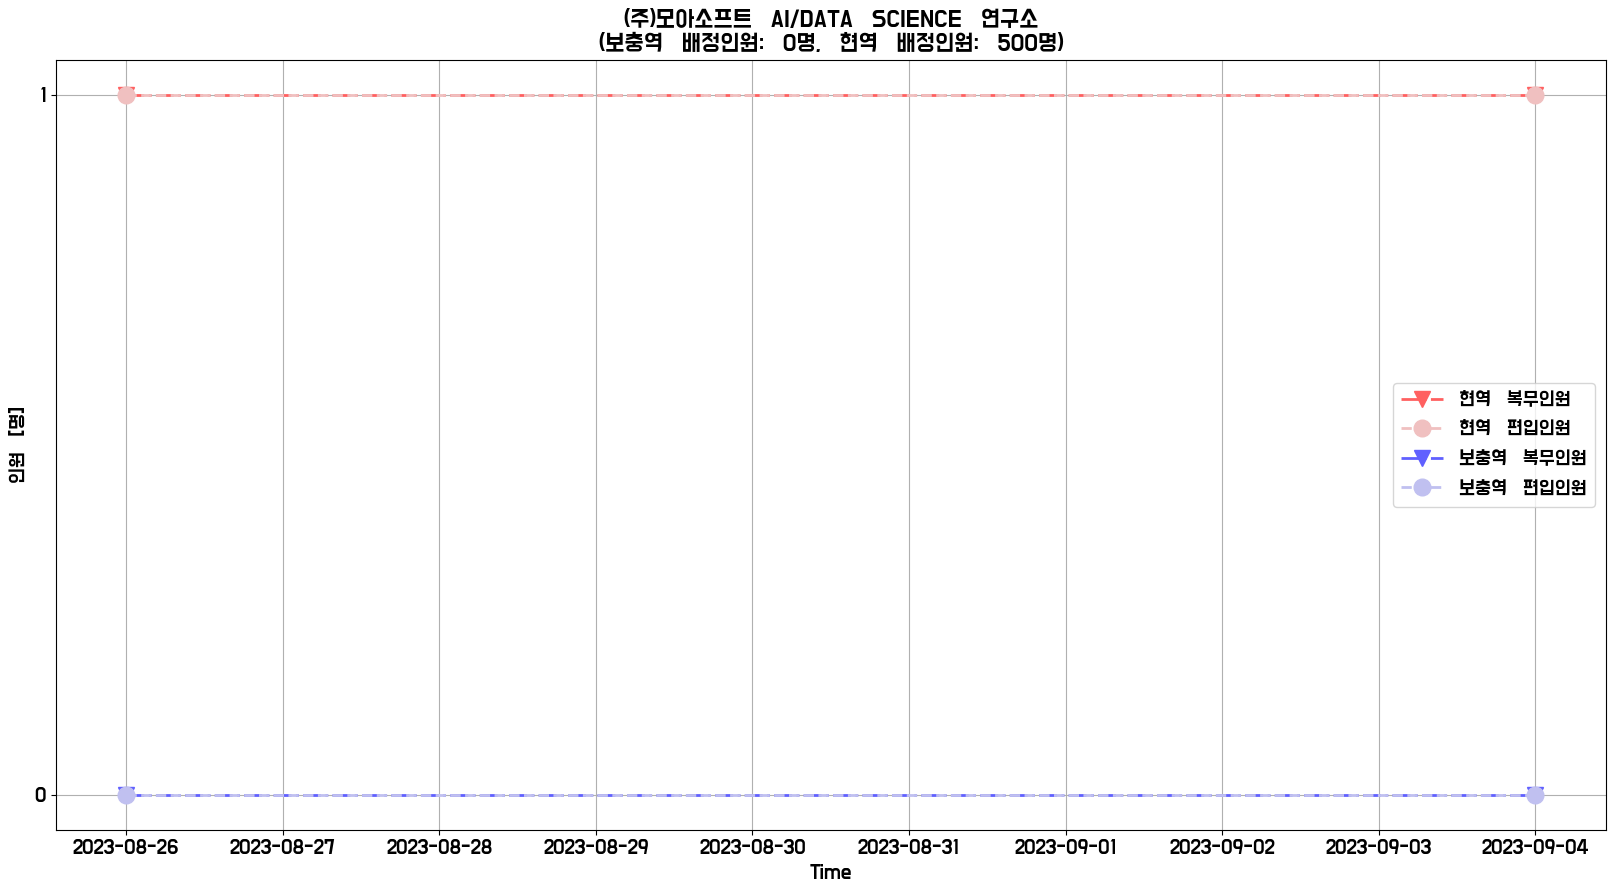 (주)모아소프트 AI/DATA SCIENCE 연구소
(보충역 배정인원: 0명, 현역 배정인원: 500명)
1
0
인원 [명]
현역 복무인원
현역 편입인원
보충역 복무인원
보충역 편입인원
2023-08-26 2023-08-27 2023-08-28 2023-08-29 2023-08-30 2023-08-31 2023-09-01 2023-09-02 2023-09-03 2023-09-04
Time